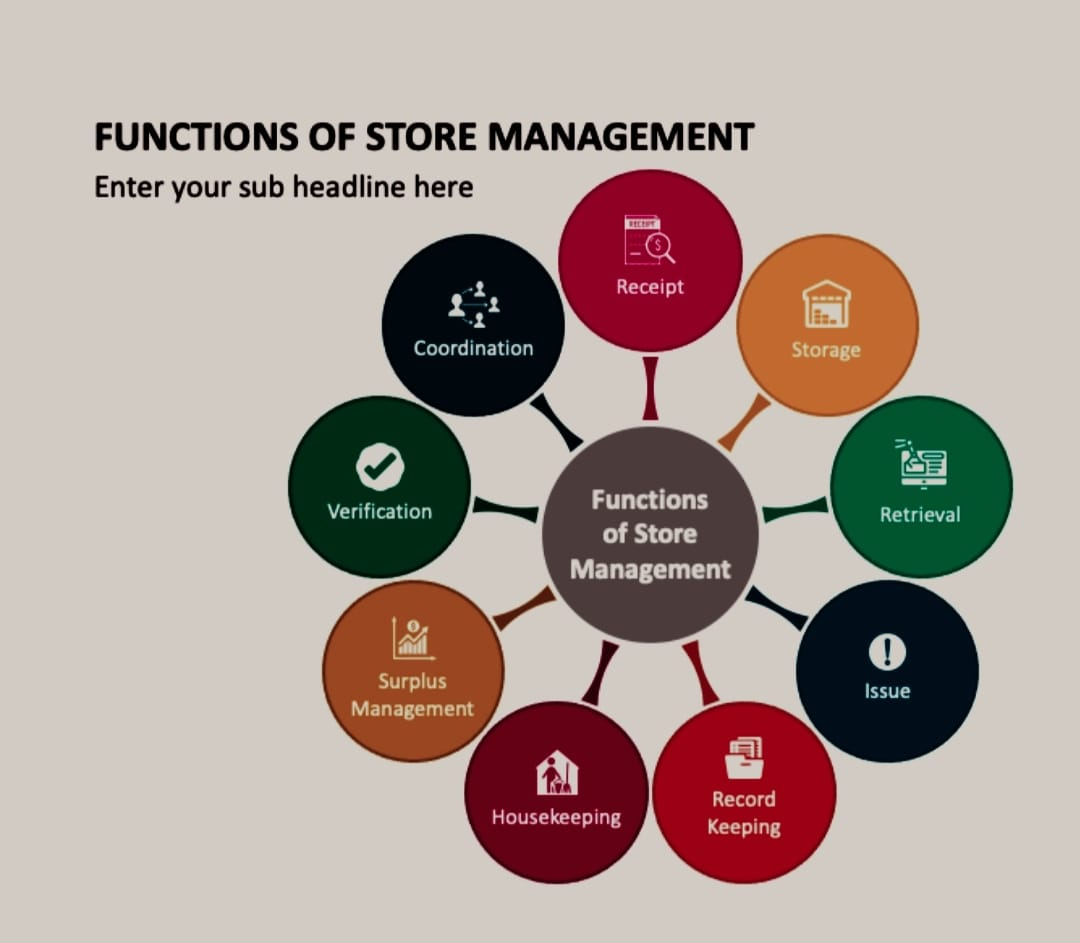 FUNCTIONS OF STORE MANAGEMENT
Enter your sub headline here
RECEIPT
Receipt
Storage
Retrieval
Issue
Record
Keeping
Housekeeping
Surplus
Management
Verification
Coordination
Functions
of Store
Management